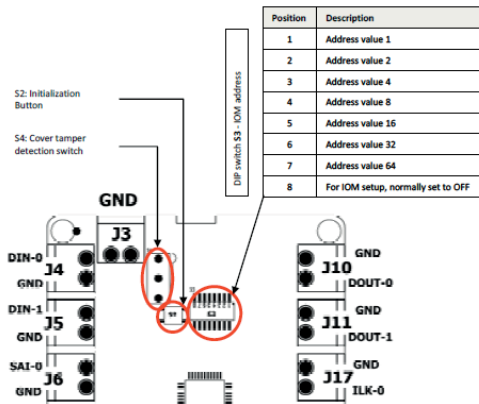 Position Description
1 Address value 1
2 Address value 2
3 Address value 4
4 Address value 8
5 Address value 16
6 Address value 32
7 Address value 64
8 For IOM setup, normally set to OFF
DIP switch S3 - IOM address
S2: Initialization
Button
S4: Cover tamper
detection switch
GND
J3
DIN-0
GND
J4
DIN-1
GND
J5
SAI-0
GND
J6
GND
J10
DOUT-0
GND
J11
DOUT-1
GND
J17
ILK-0